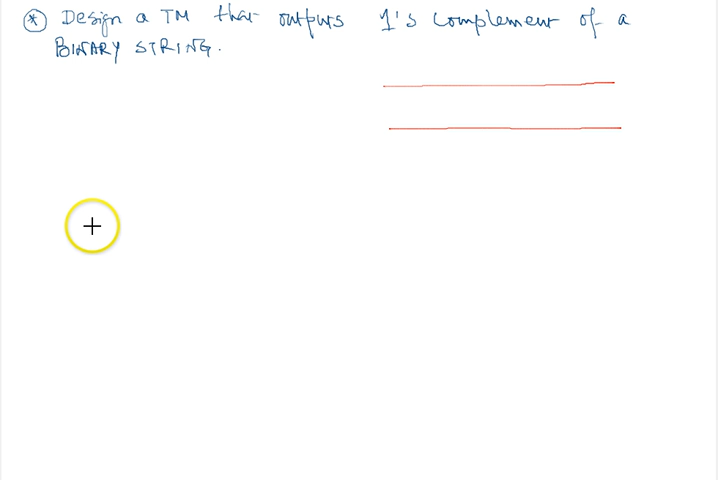 * Design a TM that outputs 1's complement of a
BINARY STRING.